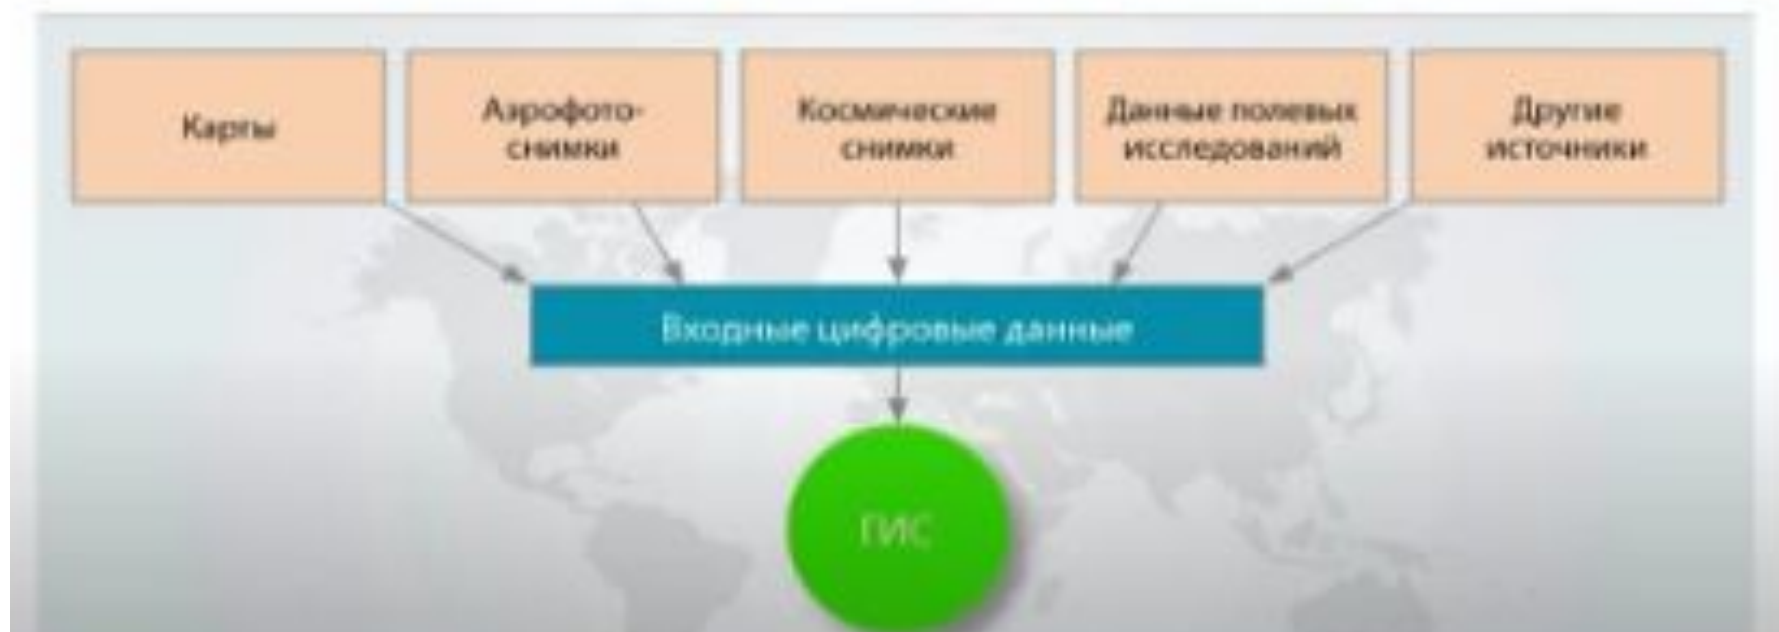 Карты
Аэрофото-
снимки
Космические
снимки
Данные полевых
исследований
Другие
источники
Входные цифровые данные
ГИС